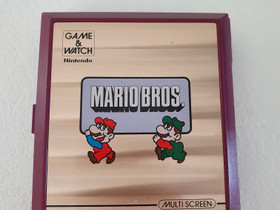 GAME &
WATCH
Nintendo
MARIO BROS.
MULTI SCREEN